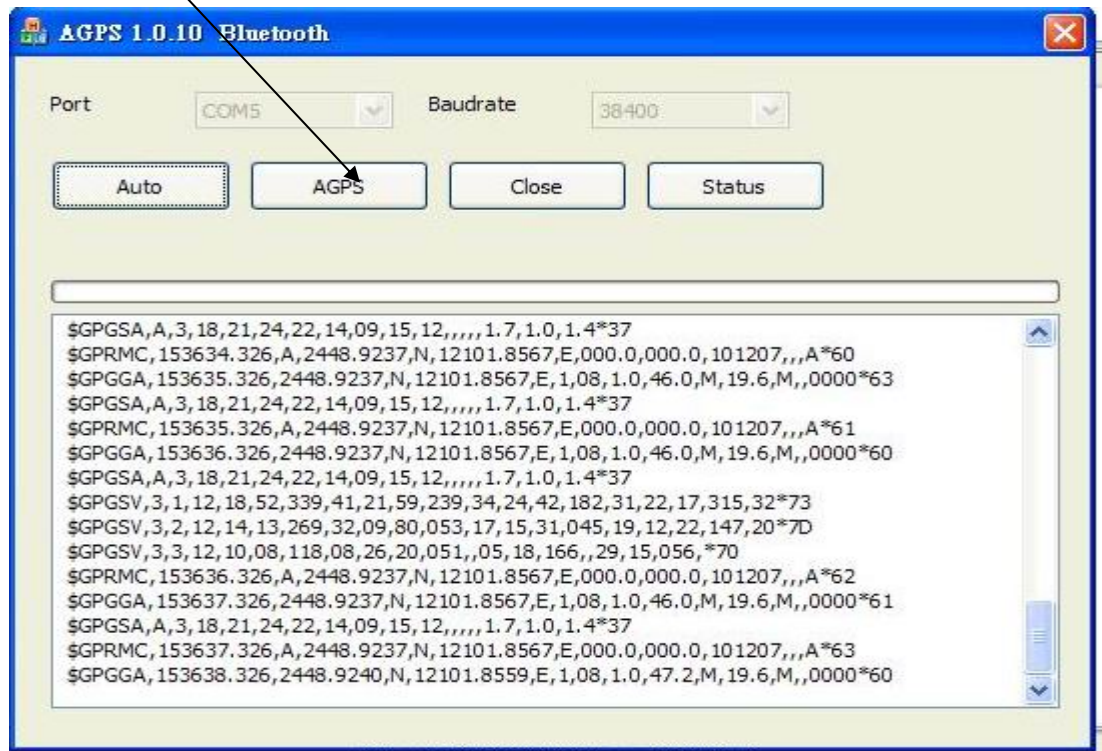 AGPS 1.0.10 Bluetooth
Port COM5 Baudrate 38400
Auto AGPS Close Status
$GPGSA,A,3,18,21,24,22,14,09,15,12,,,,,1.7,1.0,1.4*37
$GPRMC,153634.326,A,2448.9237,N,12101.8567,E,000.0,000.0,101207,,,A*60
$GPGGA,153635.326,2448.9237,N,12101.8567,E,1,08,1.0,46.0,M,19.6,M,,0000*63
$GPGSA,A,3,18,21,24,22,14,09,15,12,,,,,1.7,1.0,1.4*37
$GPRMC,153635.326,A,2448.9237,N,12101.8567,E,000.0,000.0,101207,,,A*61
$GPGGA,153636.326,2448.9237,N,12101.8567,E,1,08,1.0,46.0,M,19.6,M,,0000*60
$GPGSA,A,3,18,21,24,22,14,09,15,12,,,,,1.7,1.0,1.4*37
$GPGSV,3,1,12,18,52,339,41,21,59,239,34,24,42,182,31,22,17,315,32*73
$GPGSV,3,2,12,14,13,269,32,09,80,053,17,15,31,045,19,12,22,147,20*7D
$GPGSV,3,3,12,10,08,118,08,26,20,051,,05,18,166,,29,15,056,*70
$GPRMC,153636.326,A,2448.9237,N,12101.8567,E,000.0,000.0,101207,,,A*62
$GPGGA,153637.326,2448.9237,N,12101.8567,E,1,08,1.0,46.0,M,19.6,M,,0000*61
$GPGSA,A,3,18,21,24,22,14,09,15,12,,,,,1.7,1.0,1.4*37
$GPRMC,153637.326,A,2448.9237,N,12101.8567,E,000.0,000.0,101207,,,A*63
$GPGGA,153638.326,2448.9240,N,12101.8559,E,1,08,1.0,47.2,M,19.6,M,,0000*60